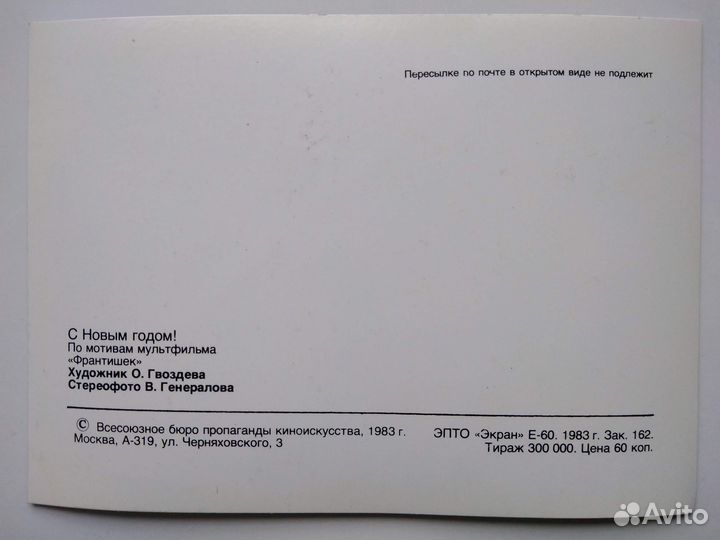 Пересылке по почте в открытом виде не подлежит
С Новым годом!
По мотивам мультфильма
«Франтишек»
Художник О. Гвоздева
Стереофото В. Генералова
© Всесоюзное бюро пропаганды киноискусства, 1983 г.
Москва, А-319, ул. Черняховского, 3
ЭПТО «Экран» Е-60. 1983 г. Зак. 162.
Тираж 300 000. Цена 60 коп.
Avito